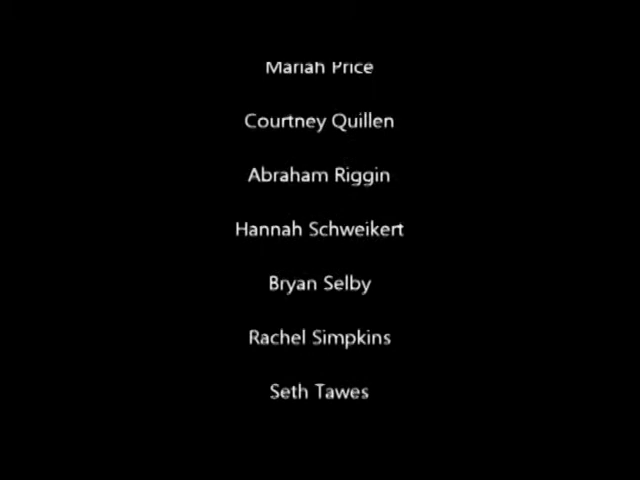 Mariah Price
Courtney Quillen
Abraham Riggin
Hannah Schweikert
Bryan Selby
Rachel Simpkins
Seth Tawes